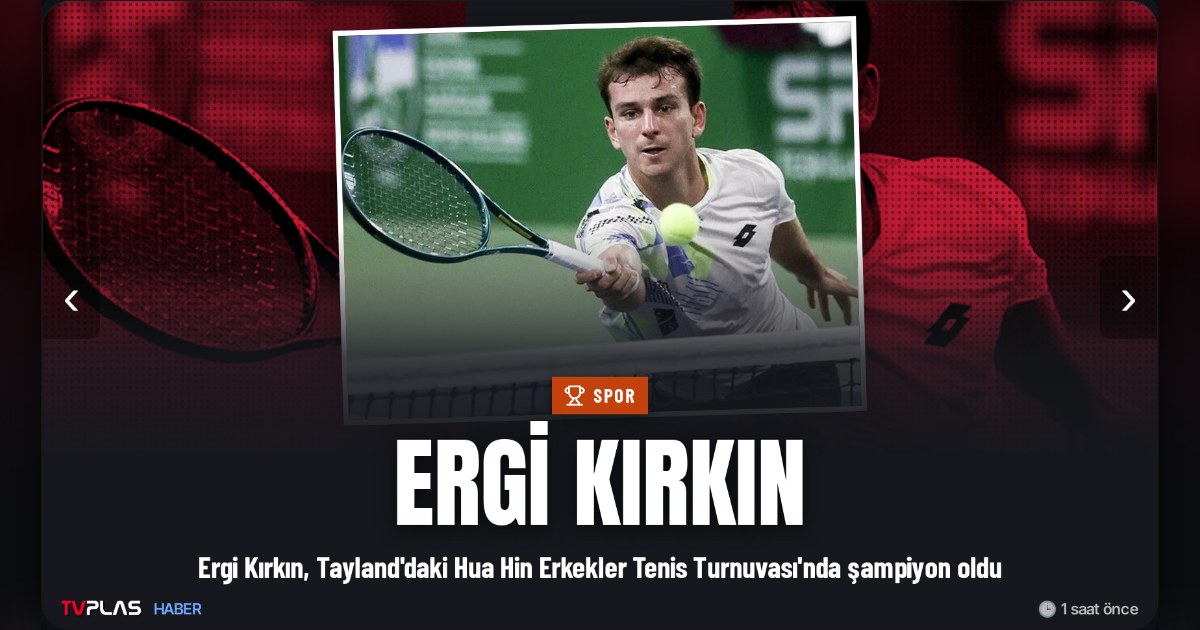 SPOR
ERGİ KIRKIN
Ergi Kırkın, Tayland'daki Hua Hin Erkekler Tenis Turnuvası'nda şampiyon oldu
TVPLAS HABER
1 saat önce